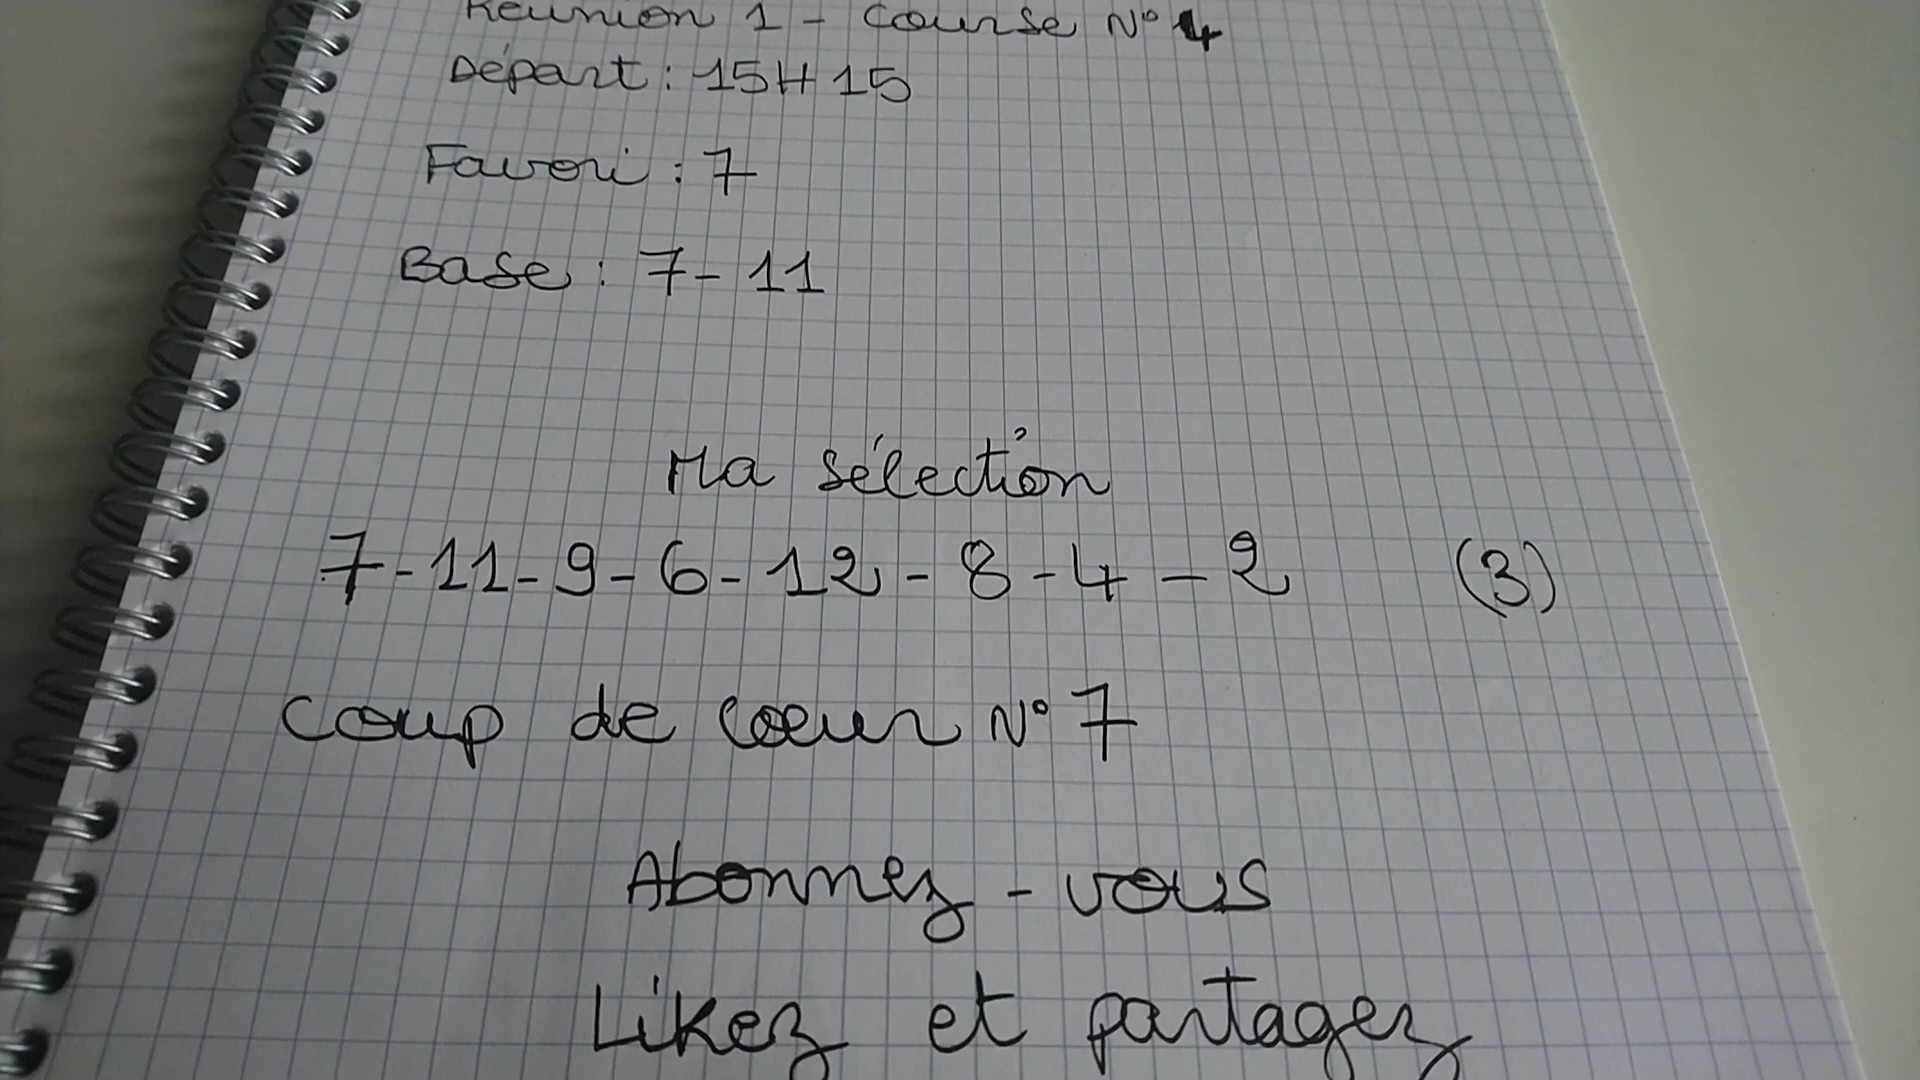 Réunion 1 - Course N° 4
Départ : 15H15
Favori : 7
Base : 7- 11
Ma sélection
7-11-9-6-12-8-4-2 (3)
Coup de coeur N° 7
Abonnez-vous
Likez et partagez